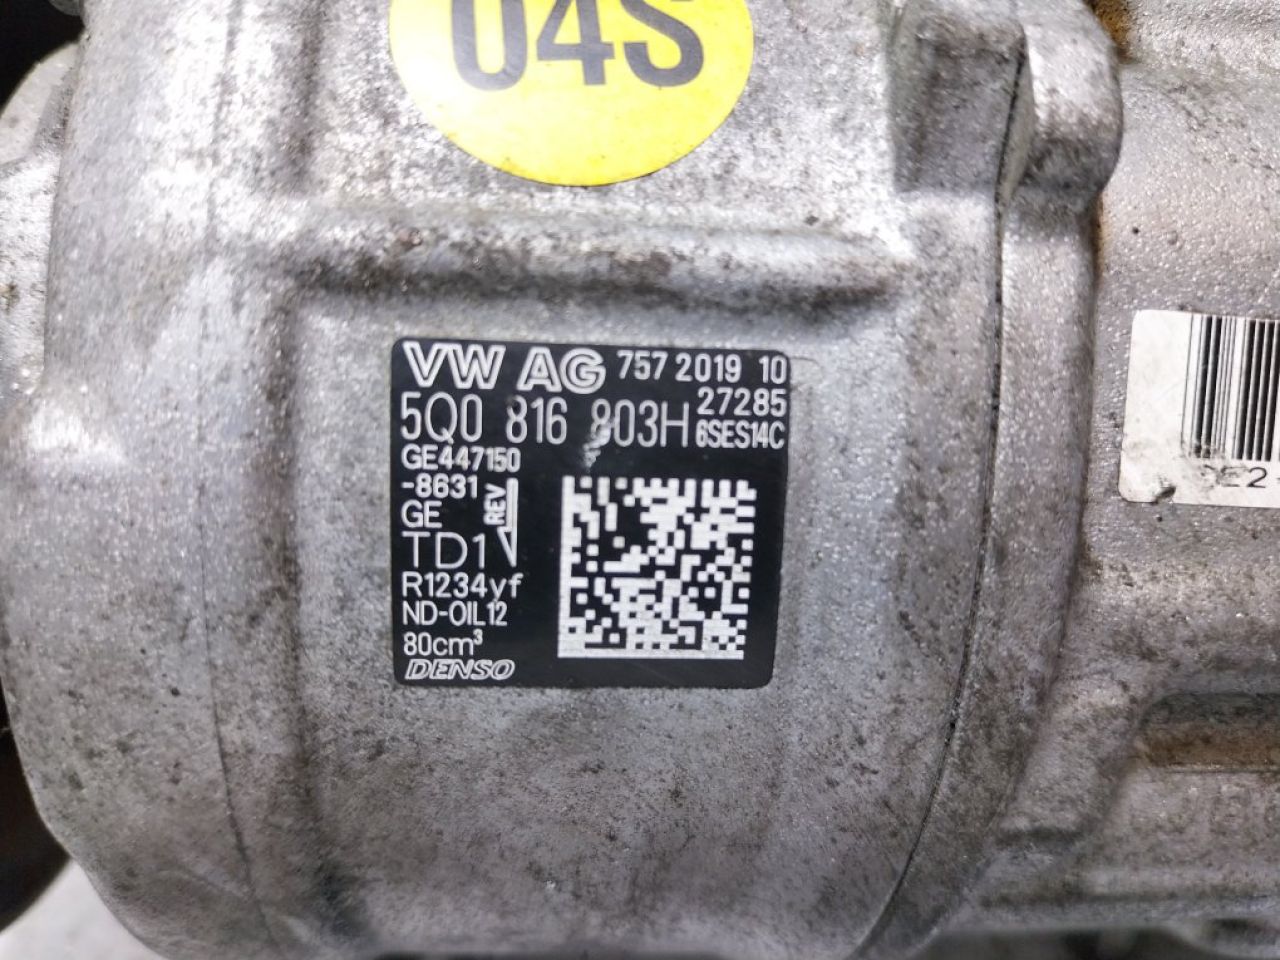 04S
VW AG 757 2019 10
27285
5Q0 816 803H 6SES14C
GE447150
-8631
GE
REV
TD1
R1234yf
ND-OIL12
80cm³
DENSO